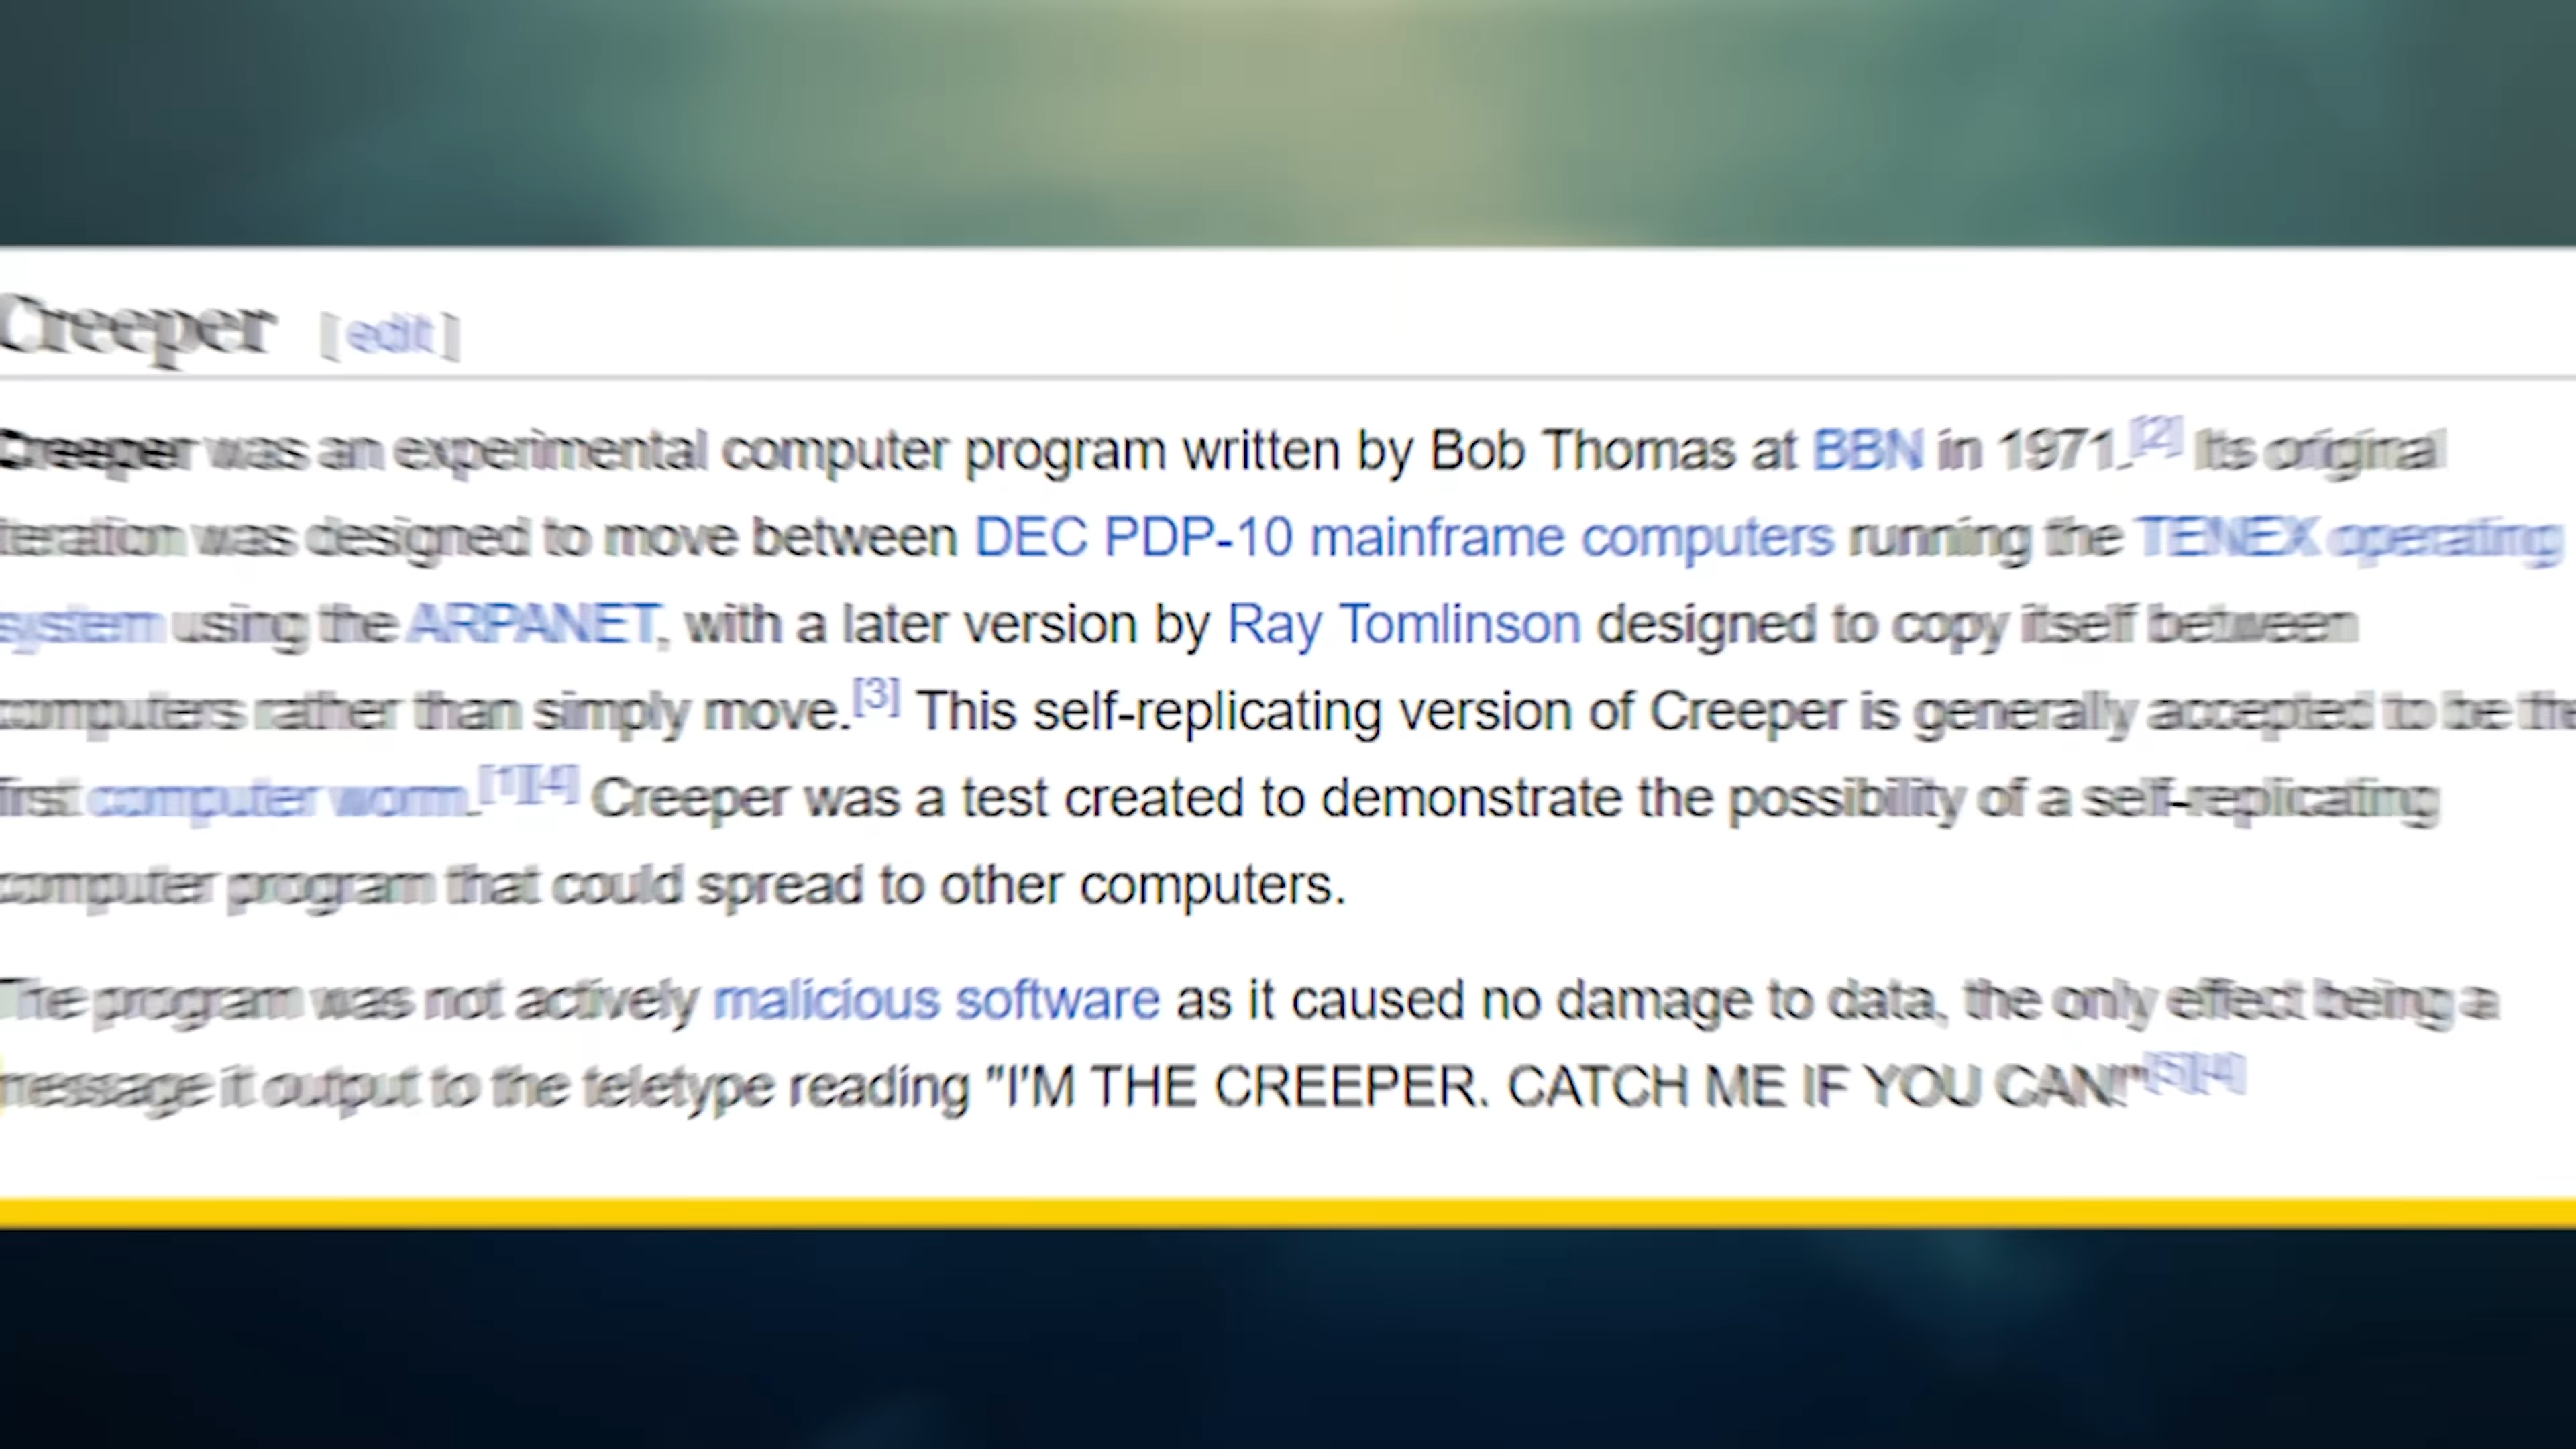 Creeper [ edit ]
Creeper was an experimental computer program written by Bob Thomas at BBN in 1971.[2] Its original
iteration was designed to move between DEC PDP-10 mainframe computers running the TENEX operating
system using the ARPANET, with a later version by Ray Tomlinson designed to copy itself between
computers rather than simply move.[3] This self-replicating version of Creeper is generally accepted to be the
first computer worm.[1][4] Creeper was a test created to demonstrate the possibility of a self-replicating
computer program that could spread to other computers.
The program was not actively malicious software as it caused no damage to data, the only effect being a
message it output to the teletype reading "I'M THE CREEPER. CATCH ME IF YOU CAN!"[5][4]